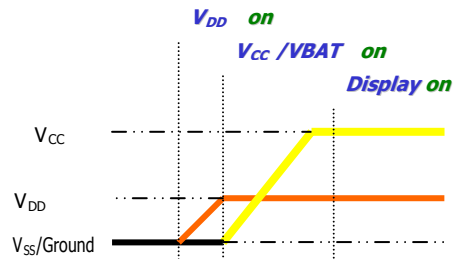 VDD on
VCC /VBAT on
Display on
VCC
VDD
VSS/Ground